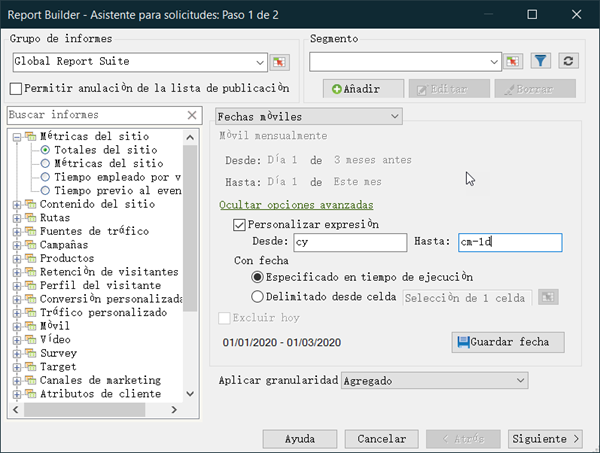 Report Builder - Asistente para solicitudes: Paso 1 de 2
Grupo de informes
Global Report Suite
Permitir anulación de la lista de publicación
Segmento
Añadir
Editar
Borrar
Buscar informes
Métricas del sitio
Totales del sitio
Métricas del sitio
Tiempo empleado por v
Tiempo previo al even
Contenido del sitio
Rutas
Fuentes de tráfico
Campañas
Productos
Retención de visitantes
Perfil del visitante
Conversión personalizada
Tráfico personalizado
Mòvil
Vídeo
Survey
Target
Canales de marketing
Atributos de cliente
Fechas mòviles
Mòvil mensualmente
Desde: Día 1 de 3 meses antes
Hasta: Día 1 de Este mes
Ocultar opciones avanzadas
Personalizar expresiòn
Desde: cy Hasta: cm-1d
Con fecha
Especificado en tiempo de ejecuciòn
Delimitado desde celda Selecciòn de 1 celda
Excluir hoy
01/01/2020 - 01/03/2020
Guardar fecha
Aplicar granularidad Agregado
Ayuda
Cancelar
< Atrás
Siguiente >